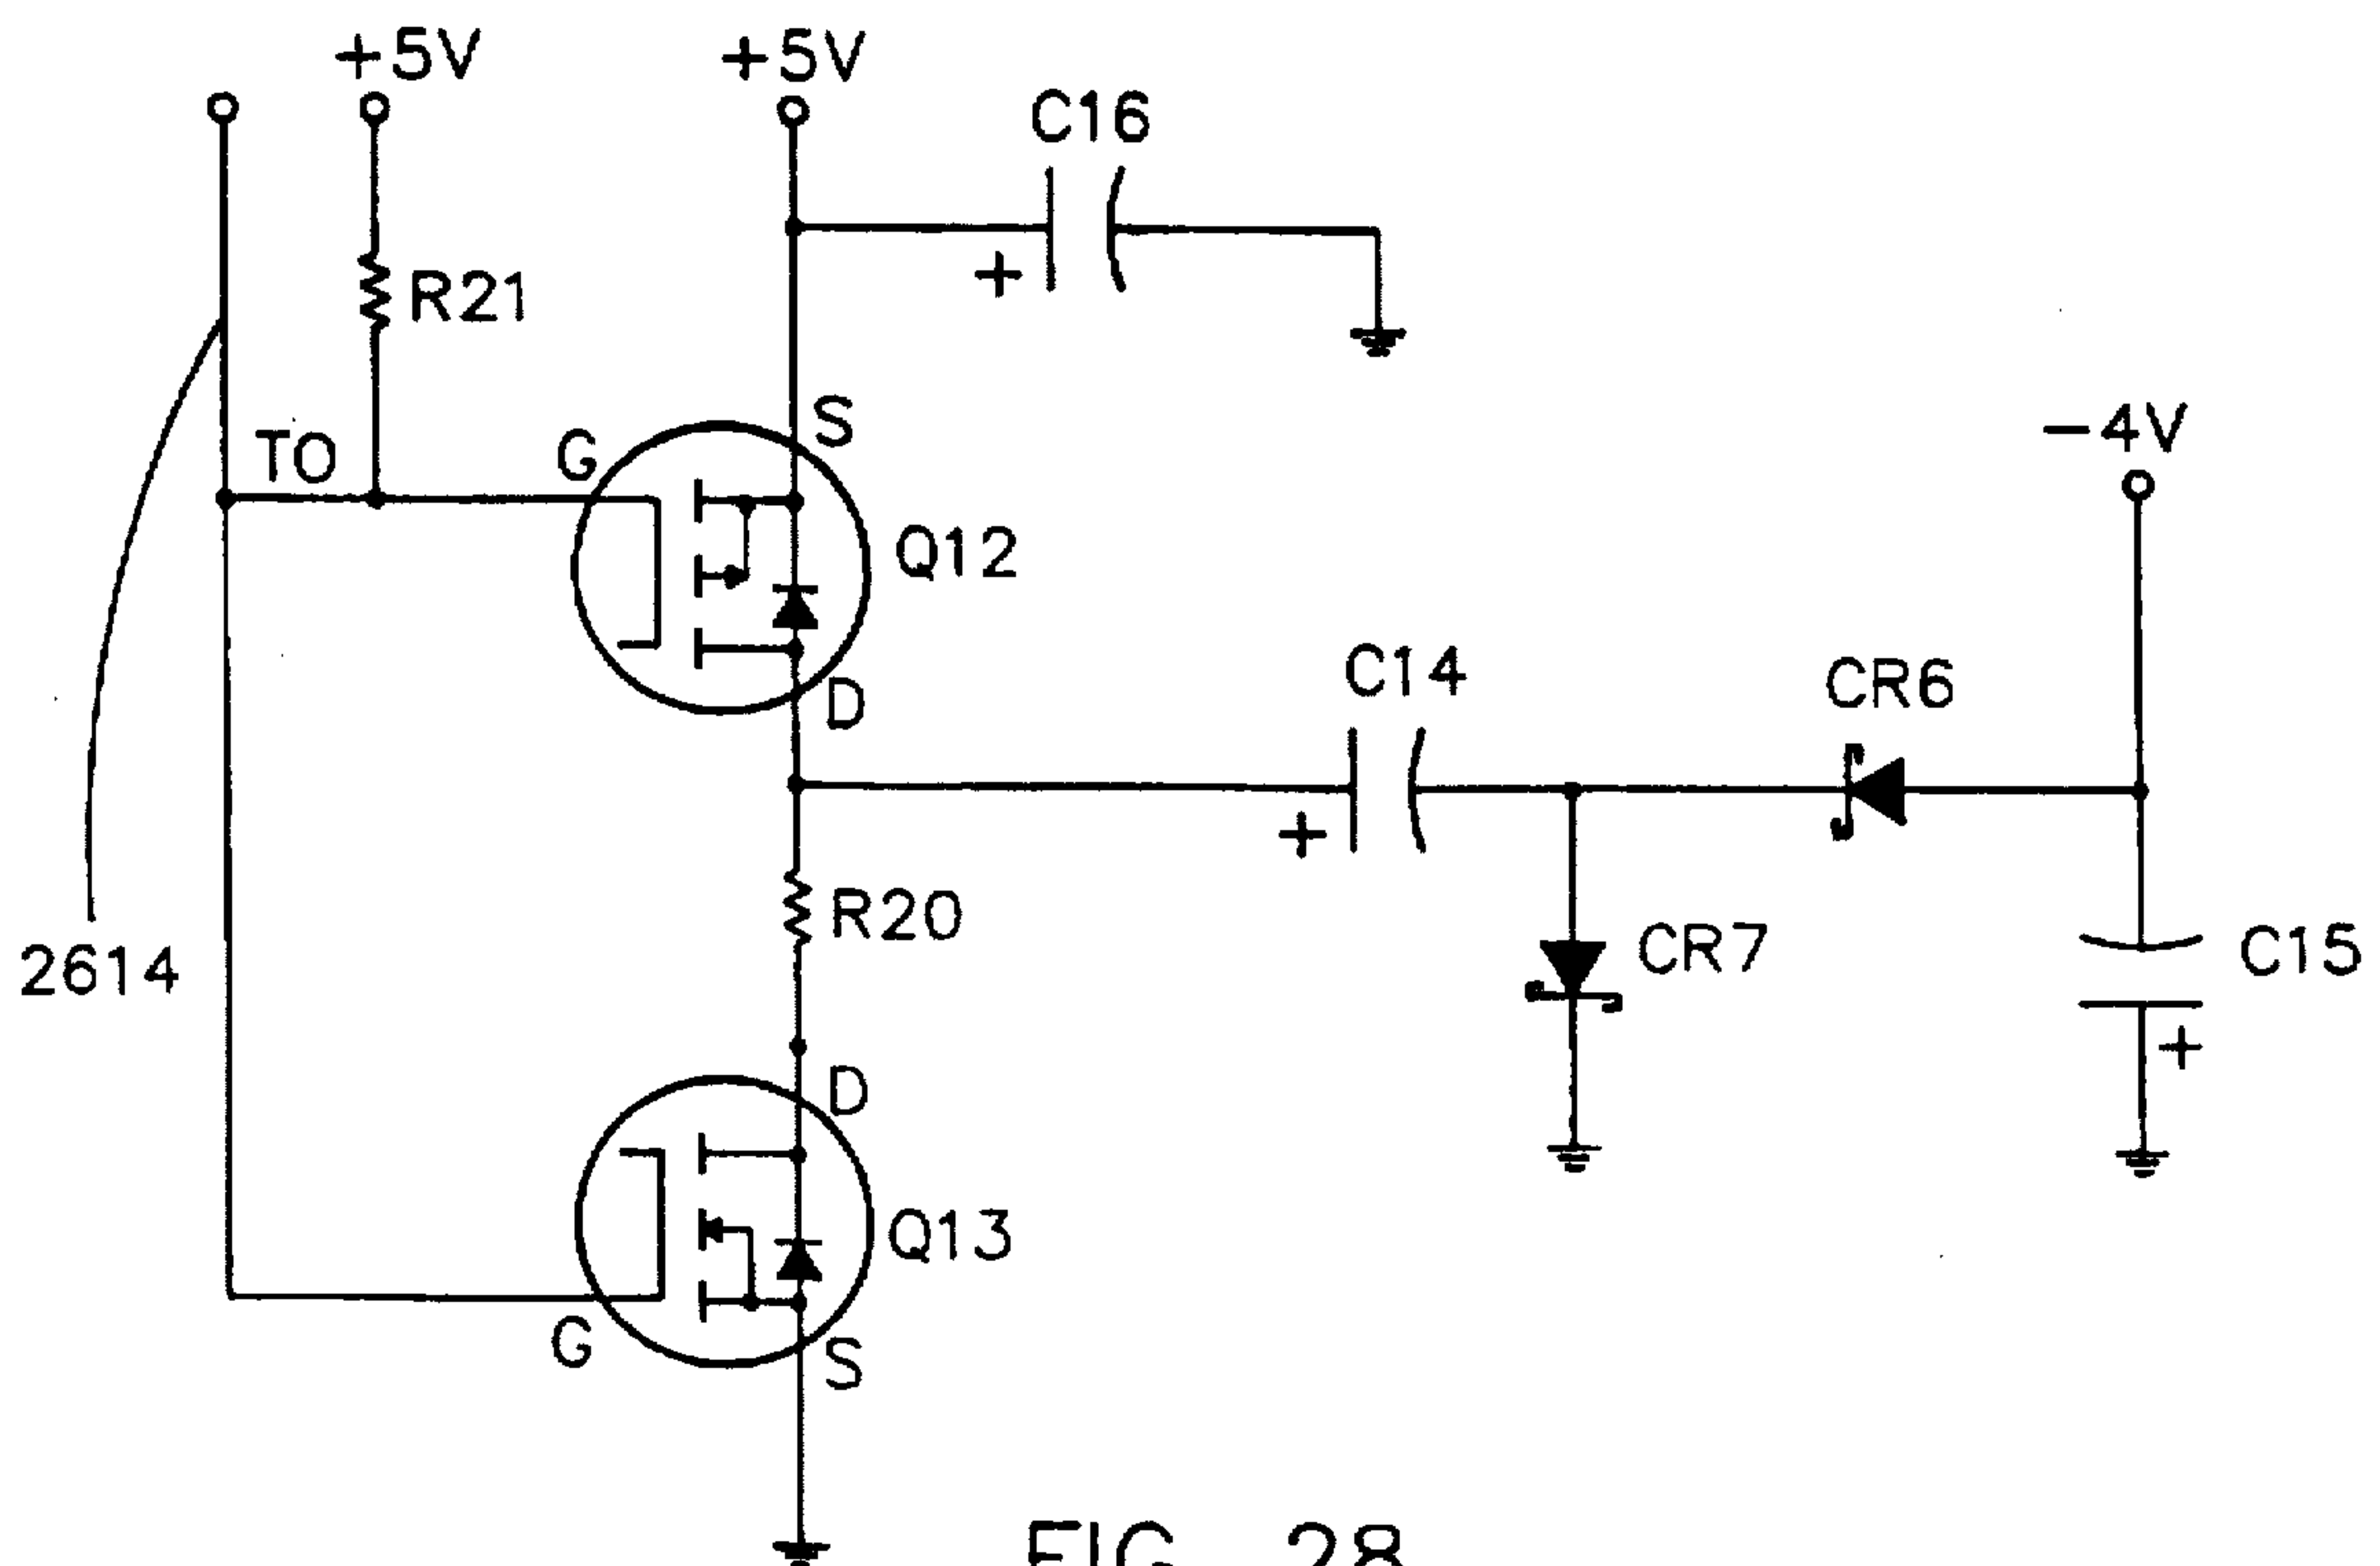 +5V
+5V
C16
+
R21
S
-4V
TO
G
Q12
C14
CR6
D
+
R20
CR7
C15
2614
+
D
Q13
G
S
FIG. 28